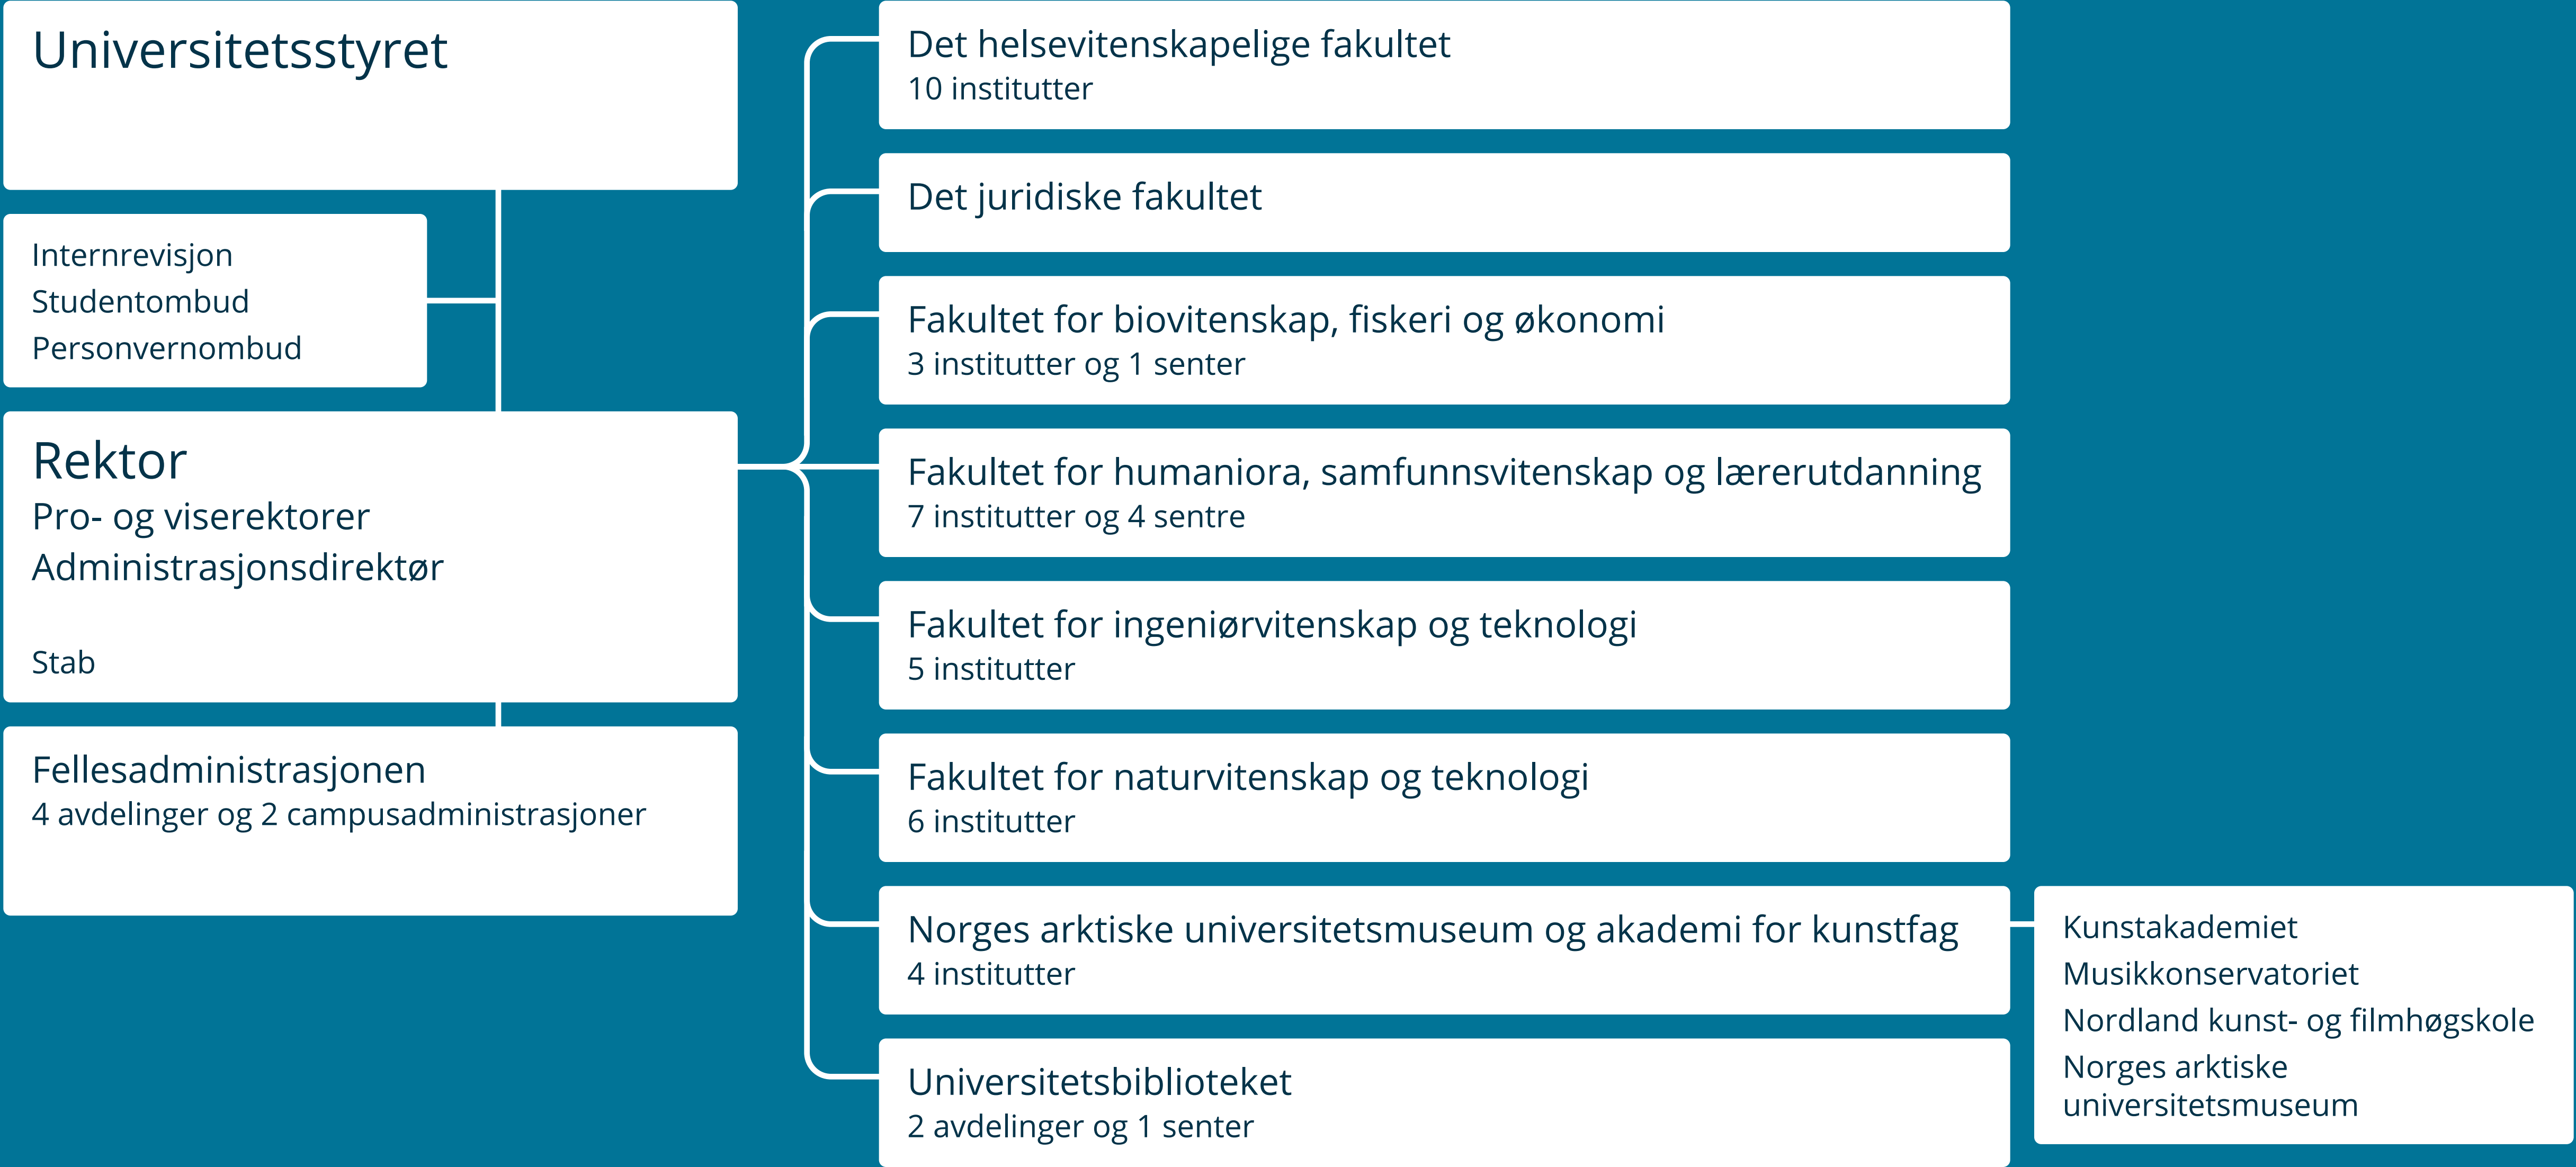 Universitetsstyret
Internrevisjon
Studentombud
Personvernombud
Rektor
Pro- og viserektorer
Administrasjonsdirektør
Stab
Fellesadministrasjonen
4 avdelinger og 2 campusadministrasjoner
Det helsevitenskapelige fakultet
10 institutter
Det juridiske fakultet
Fakultet for biovitenskap, fiskeri og økonomi
3 institutter og 1 senter
Fakultet for humaniora, samfunnsvitenskap og lærerutdanning
7 institutter og 4 sentre
Fakultet for ingeniørvitenskap og teknologi
5 institutter
Fakultet for naturvitenskap og teknologi
6 institutter
Norges arktiske universitetsmuseum og akademi for kunstfag
4 institutter
Universitetsbiblioteket
2 avdelinger og 1 senter
Kunstakademiet
Musikkonservatoriet
Nordland kunst- og filmhøgskole
Norges arktiske
universitetsmuseum